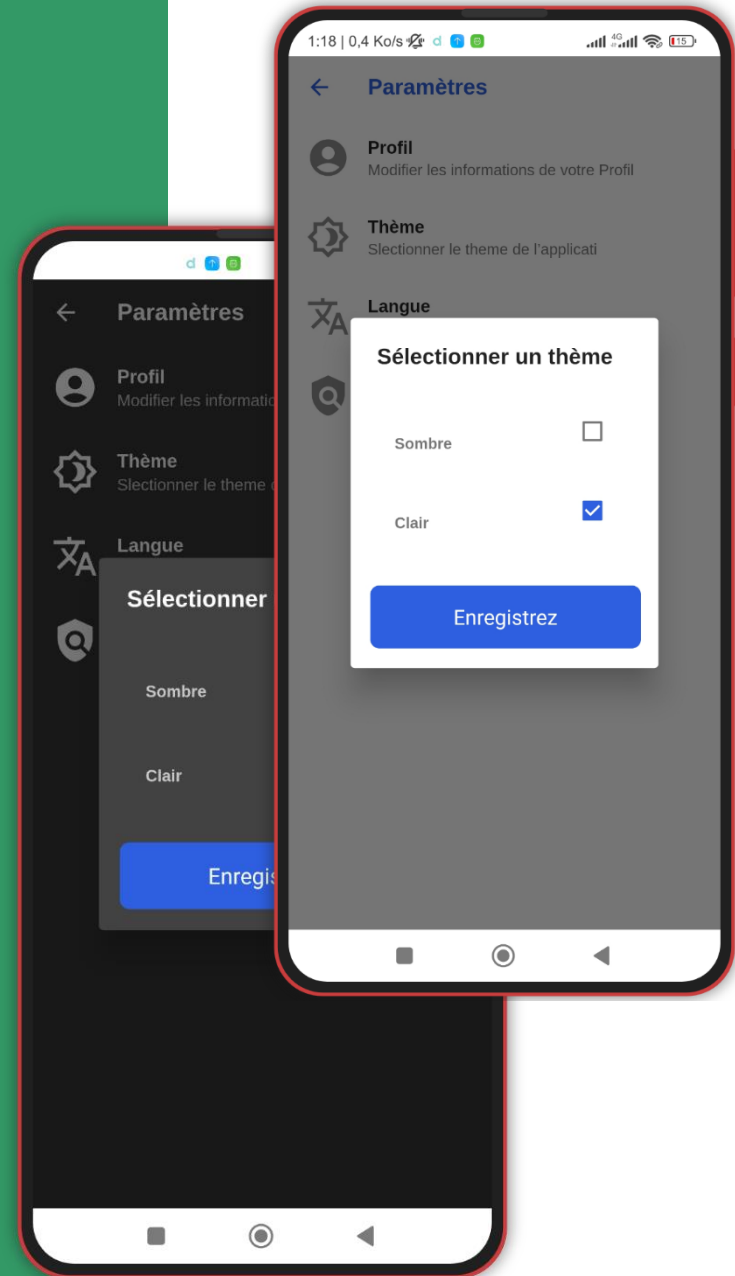 1:18 | 0,4 Ko/s
4G
15
Paramètres
Profil
Modifier les informations de votre Profil
Thème
Slectionner le theme de l'applicati
Langue
Sélectionner un thème
Sombre
Clair
Enregistrez
Paramètres
Profil
Modifier les informatio
Thème
Slectionner le theme
Langue
Sélectionner
Sombre
Clair
Enregis